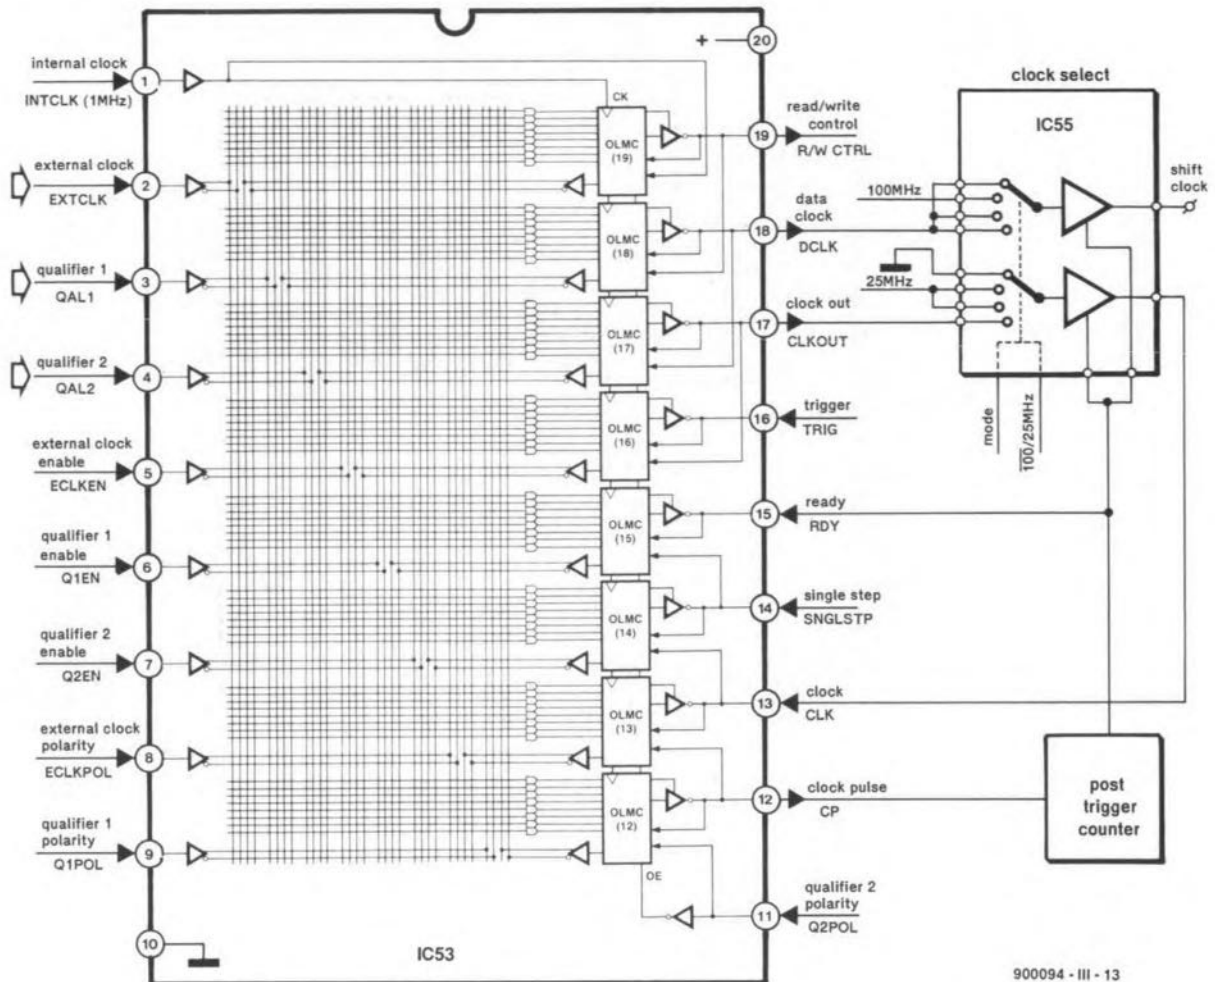 internal clock
1
INTCLK (1MHz)
external clock
2
EXTCLK
qualifier 1
3
QAL1
qualifier 2
4
QAL2
external clock
enable
5
ECLKEN
qualifier 1
enable
6
Q1EN
qualifier 2
enable
7
Q2EN
external clock
polarity
8
ECLKPOL
qualifier 1
polarity
9
Q1POL
10
IC53
CK
OLMC
(19)
OLMC
(18)
OLMC
(17)
OLMC
(16)
OLMC
(15)
OLMC
(14)
OLMC
(13)
OLMC
(12)
OE
+
20
read/write
control
19
R/W CTRL
data
clock
18
DCLK
clock out
17
CLKOUT
trigger
16
TRIG
ready
15
RDY
single step
14
SNGLSTP
clock
13
CLK
clock pulse
12
CP
qualifier 2
polarity
11
Q2POL
clock select
IC55
100MHz
25MHz
shift
clock
mode
100/25MHz
post
trigger
counter
900094 - III - 13